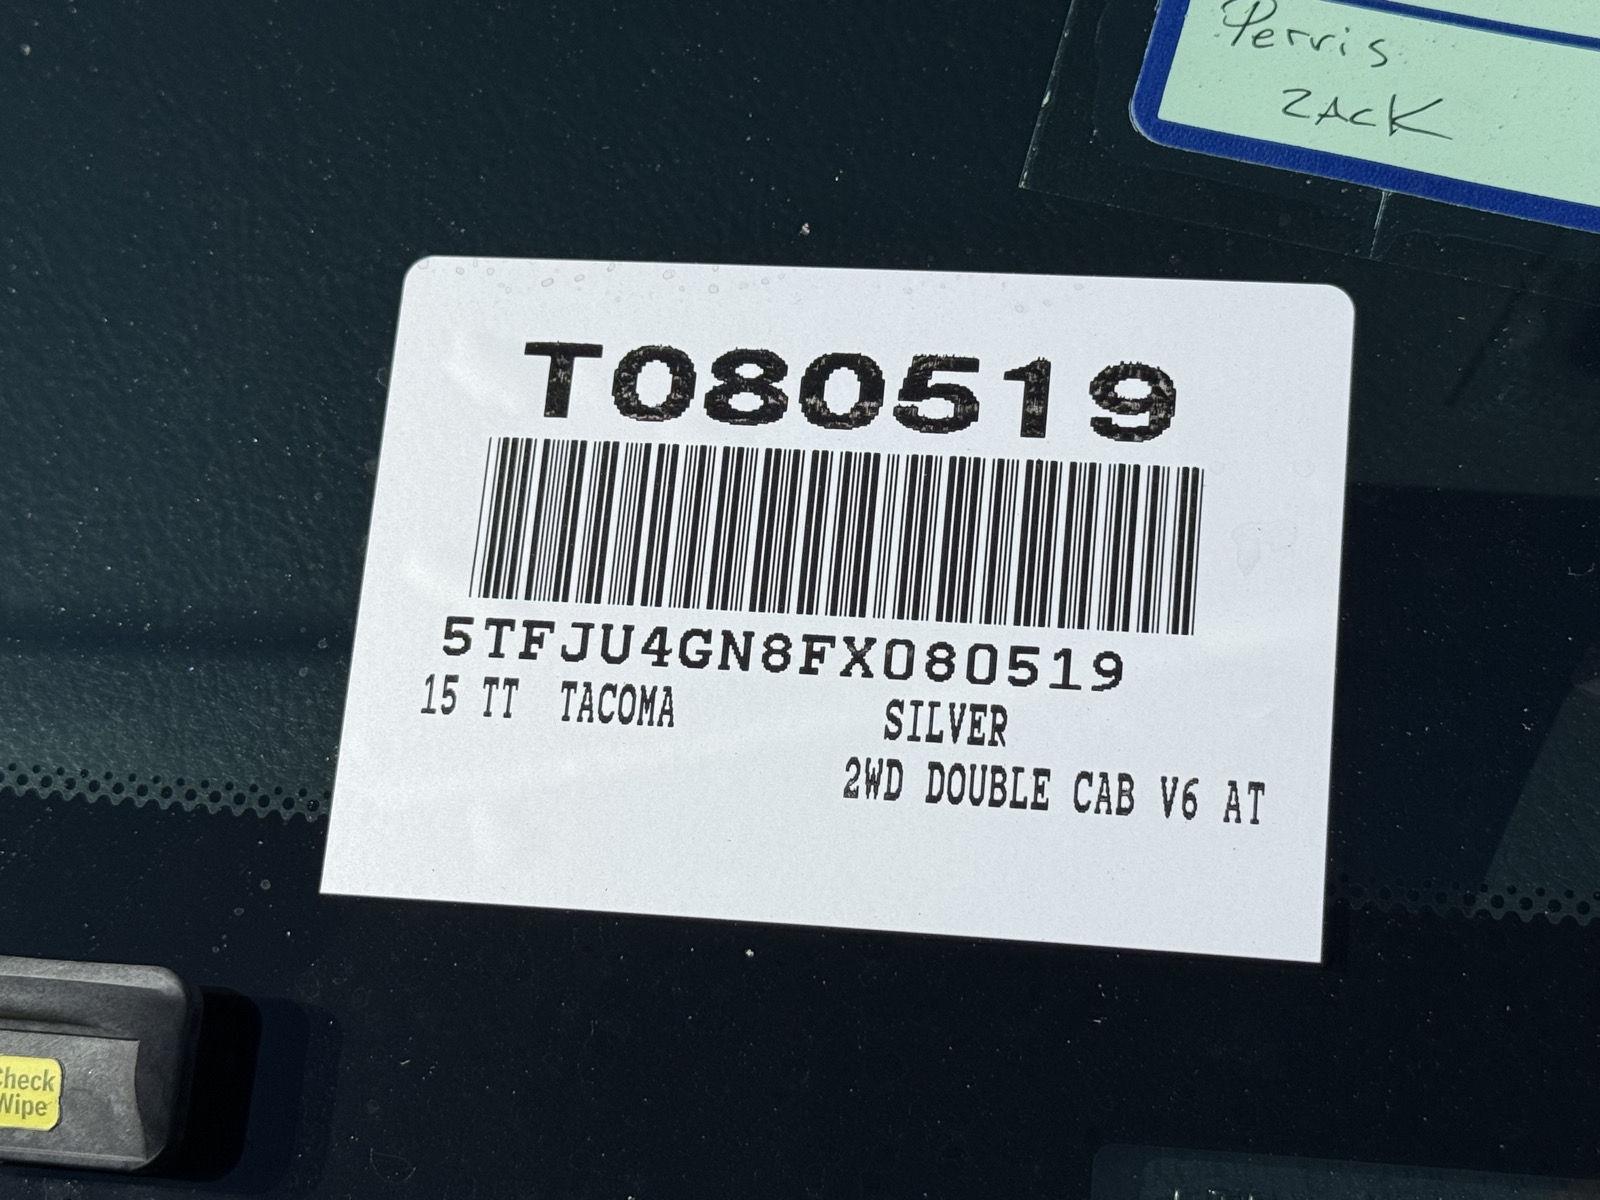 Perris
ZACK
T080519
5TFJU4GN8FX080519
15 TT TACOMA SILVER
2WD DOUBLE CAB V6 AT
Check
Wipe